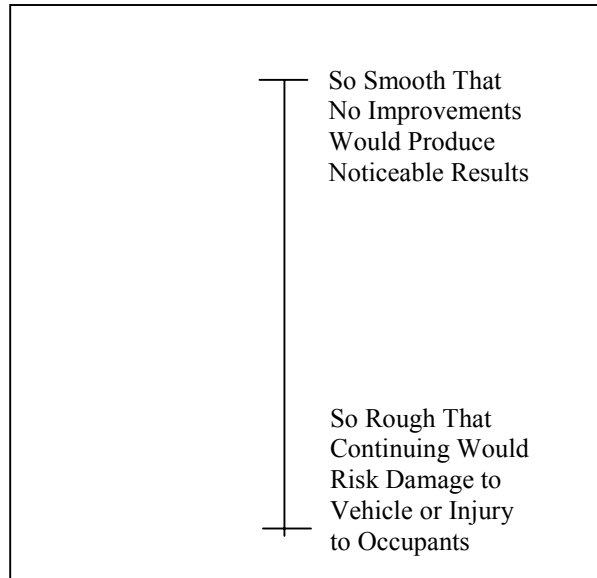 So Smooth That
No Improvements
Would Produce
Noticeable Results
So Rough That
Continuing Would
Risk Damage to
Vehicle or Injury
to Occupants